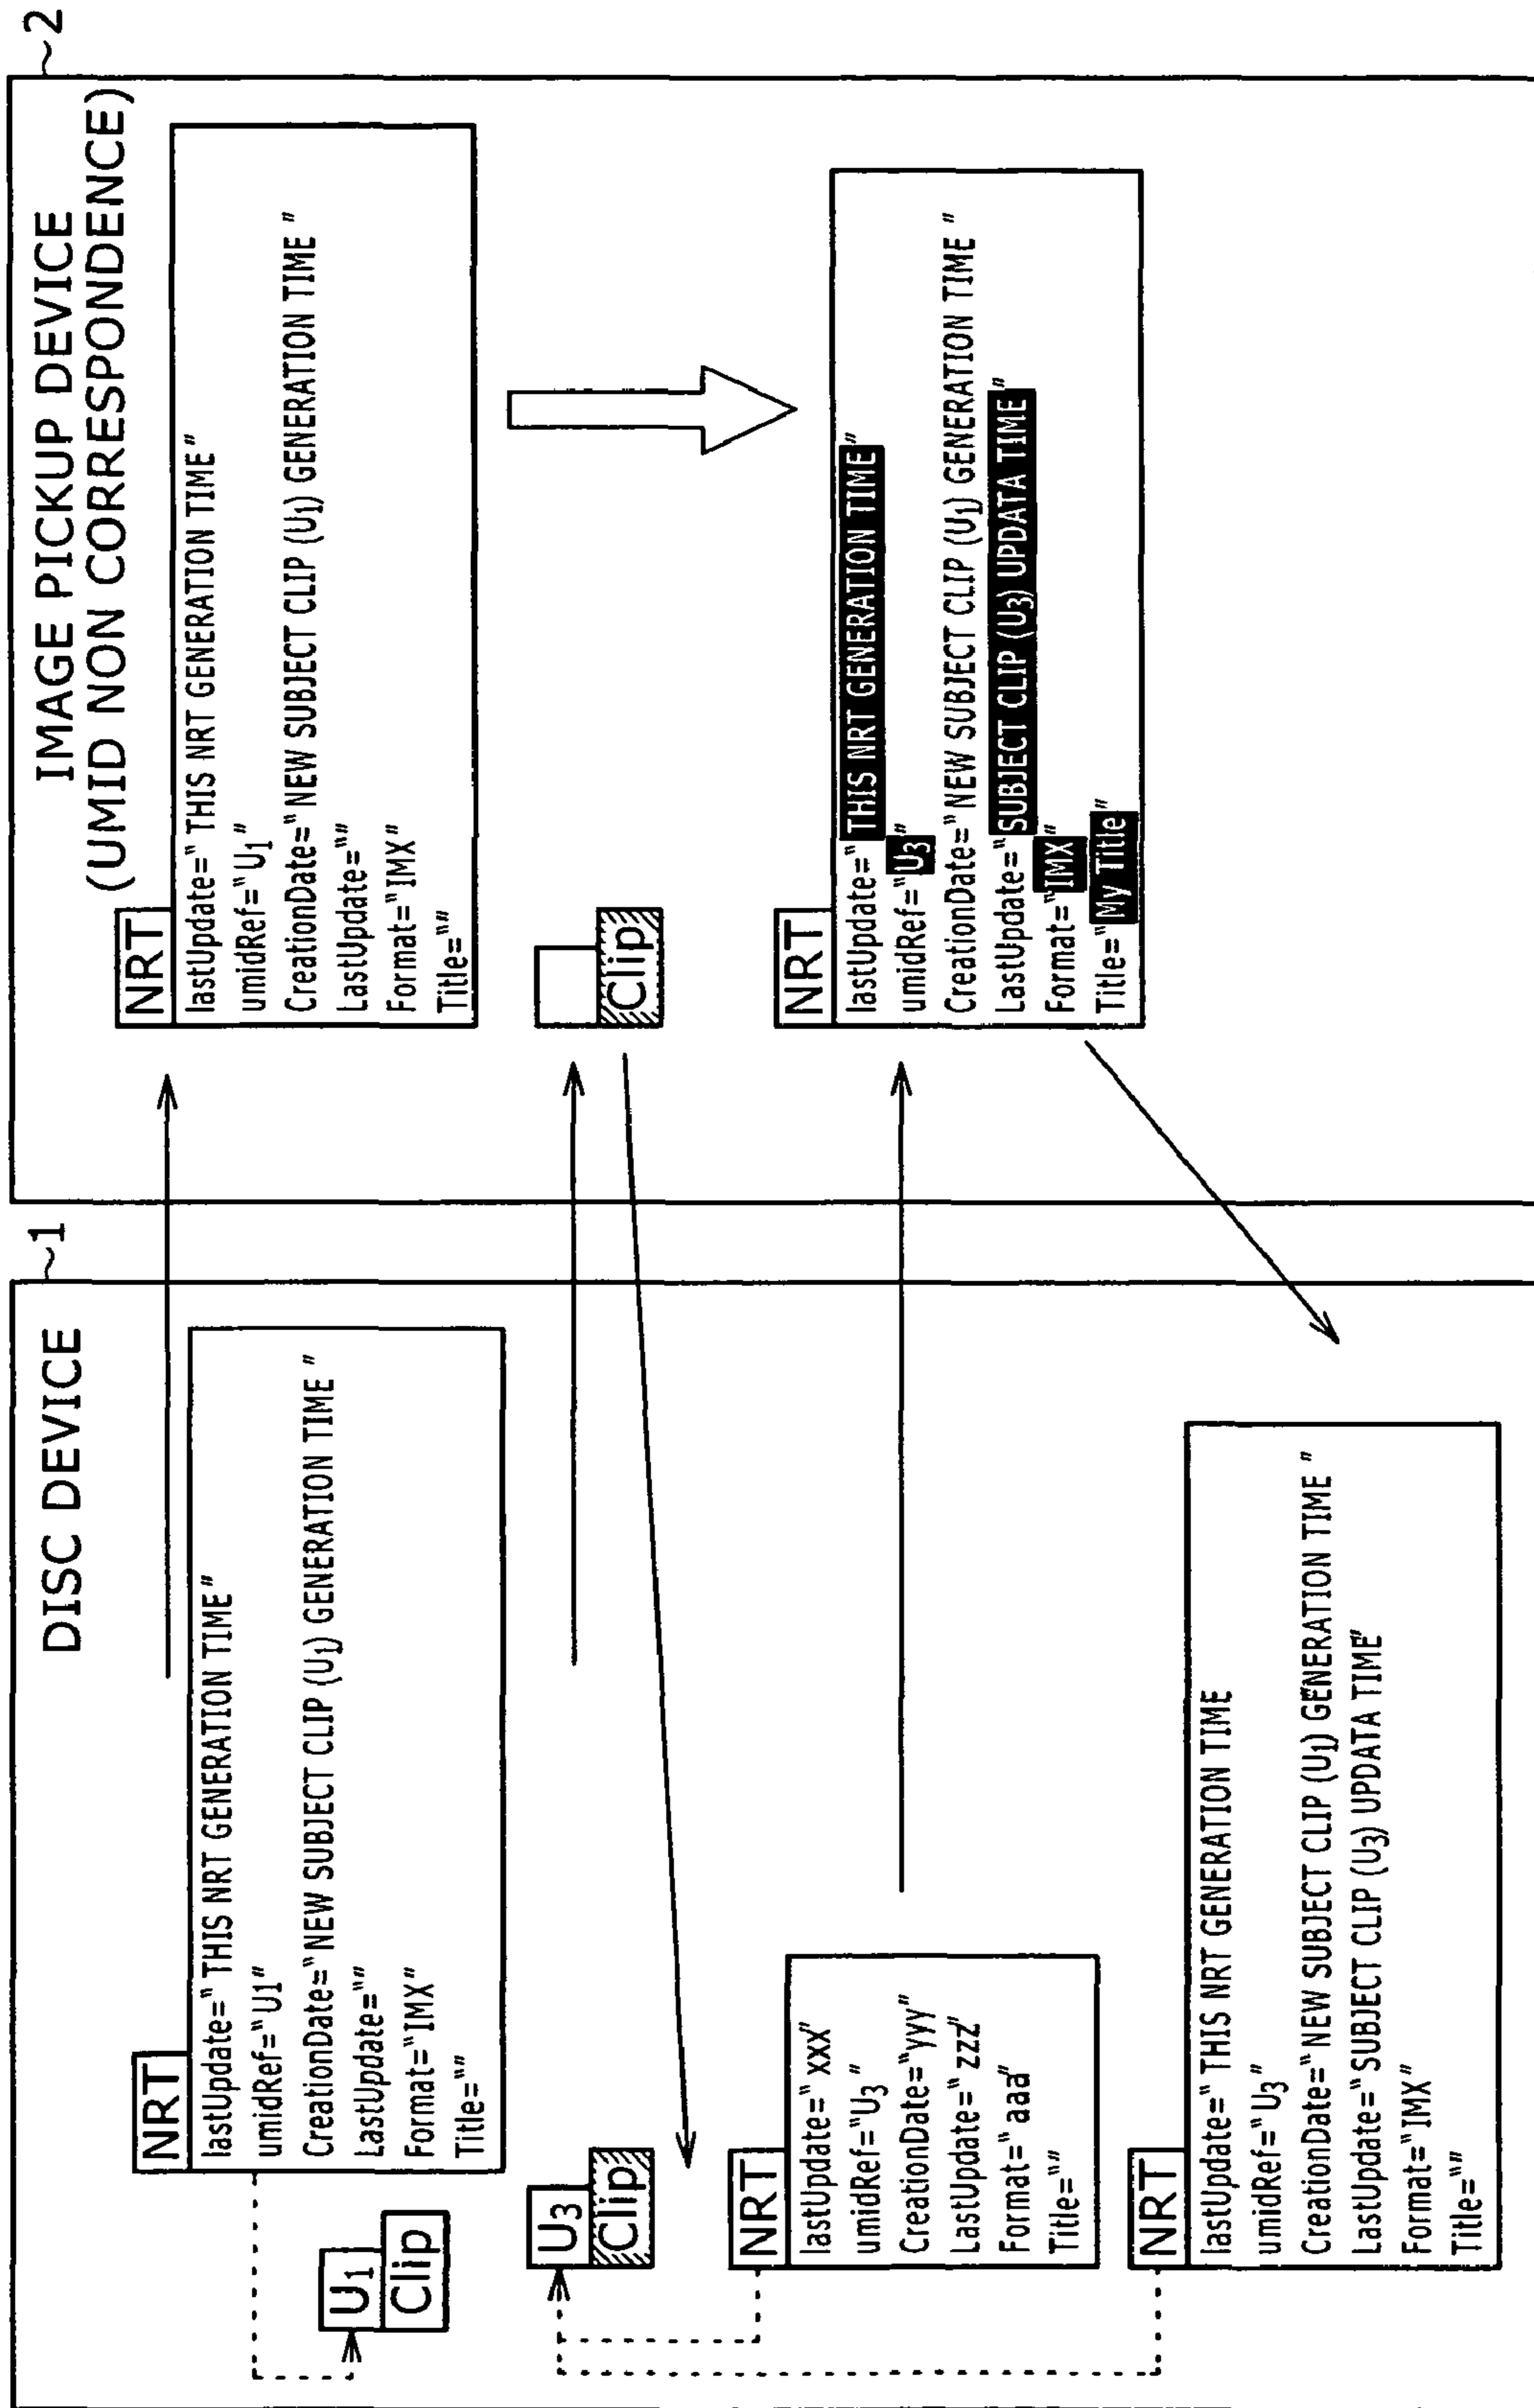 DISC DEVICE
~1
NRT
lastUpdate="THIS NRT GENERATION TIME"
umidRef="U1"
CreationDate="NEW SUBJECT CLIP (U1) GENERATION TIME"
LastUpdate=""
Format="IMX"
Title=""
U1
Clip
U3
Clip
NRT
lastUpdate="xxx"
umidRef="U3"
CreationDate="yyy"
LastUpdate="zzz"
Format="aaa"
Title=""
NRT
lastUpdate="THIS NRT GENERATION TIME
umidRef="U3"
CreationDate="NEW SUBJECT CLIP (U1) GENERATION TIME"
LastUpdate="SUBJECT CLIP (U3) UPDATA TIME"
Format="IMX"
Title=""
IMAGE PICKUP DEVICE
(UMID NON CORRESPONDENCE)
~2
NRT
lastUpdate="THIS NRT GENERATION TIME"
umidRef="U1"
CreationDate="NEW SUBJECT CLIP (U1) GENERATION TIME"
LastUpdate=""
Format="IMX"
Title=""
Clip
NRT
lastUpdate="THIS NRT GENERATION TIME"
umidRef="U3"
CreationDate="NEW SUBJECT CLIP (U1) GENERATION TIME"
LastUpdate="SUBJECT CLIP (U3) UPDATA TIME"
Format="IMX"
Title="My Title"